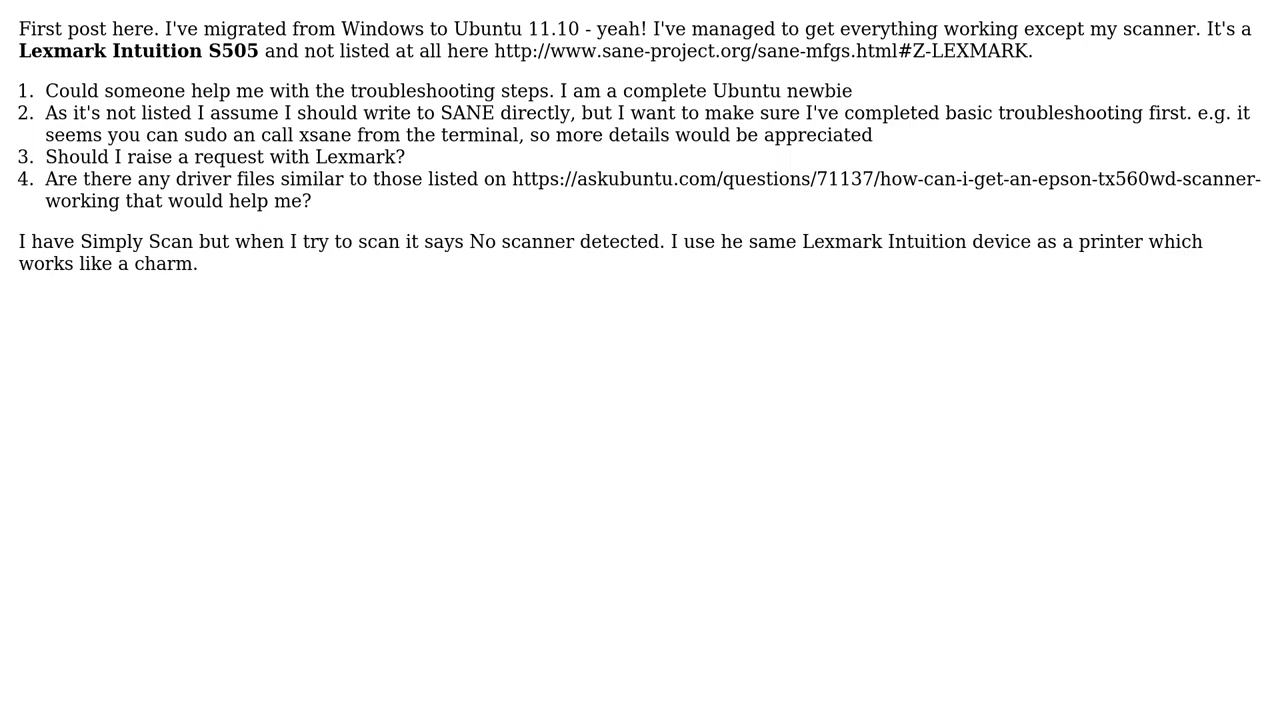 First post here. I've migrated from Windows to Ubuntu 11.10 - yeah! I've managed to get everything working except my scanner. It's a
Lexmark Intuition S505 and not listed at all here http://www.sane-project.org/sane-mfgs.html#Z-LEXMARK.
1. Could someone help me with the troubleshooting steps. I am a complete Ubuntu newbie
2. As it's not listed I assume I should write to SANE directly, but I want to make sure I've completed basic troubleshooting first. e.g. it
seems you can sudo an call xsane from the terminal, so more details would be appreciated
3. Should I raise a request with Lexmark?
4. Are there any driver files similar to those listed on https://askubuntu.com/questions/71137/how-can-i-get-an-epson-tx560wd-scanner-
working that would help me?
I have Simply Scan but when I try to scan it says No scanner detected. I use he same Lexmark Intuition device as a printer which
works like a charm.